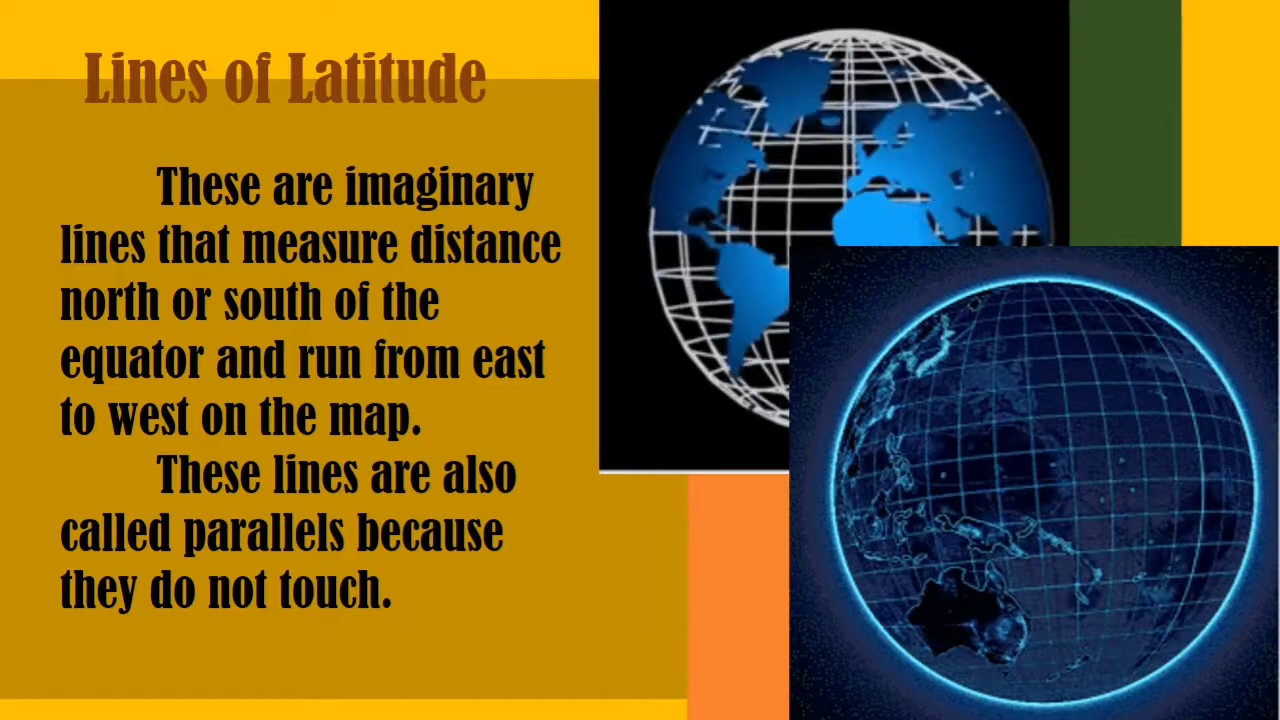 Lines of Latitude
These are imaginary
lines that measure distance
north or south of the
equator and run from east
to west on the map.
These lines are also
called parallels because
they do not touch.